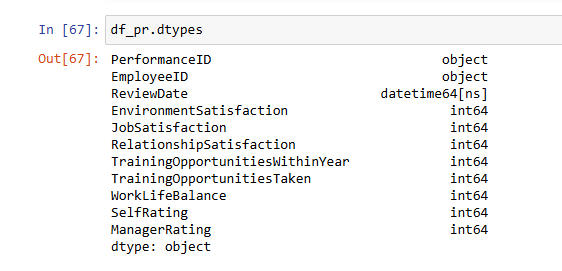 In [67]: df_pr.dtypes
Out[67]: PerformanceID object
EmployeeID object
ReviewDate datetime64[ns]
EnvironmentSatisfaction int64
JobSatisfaction int64
RelationshipSatisfaction int64
TrainingOpportunitiesWithinYear int64
TrainingOpportunitiesTaken int64
WorkLifeBalance int64
SelfRating int64
ManagerRating int64
dtype: object